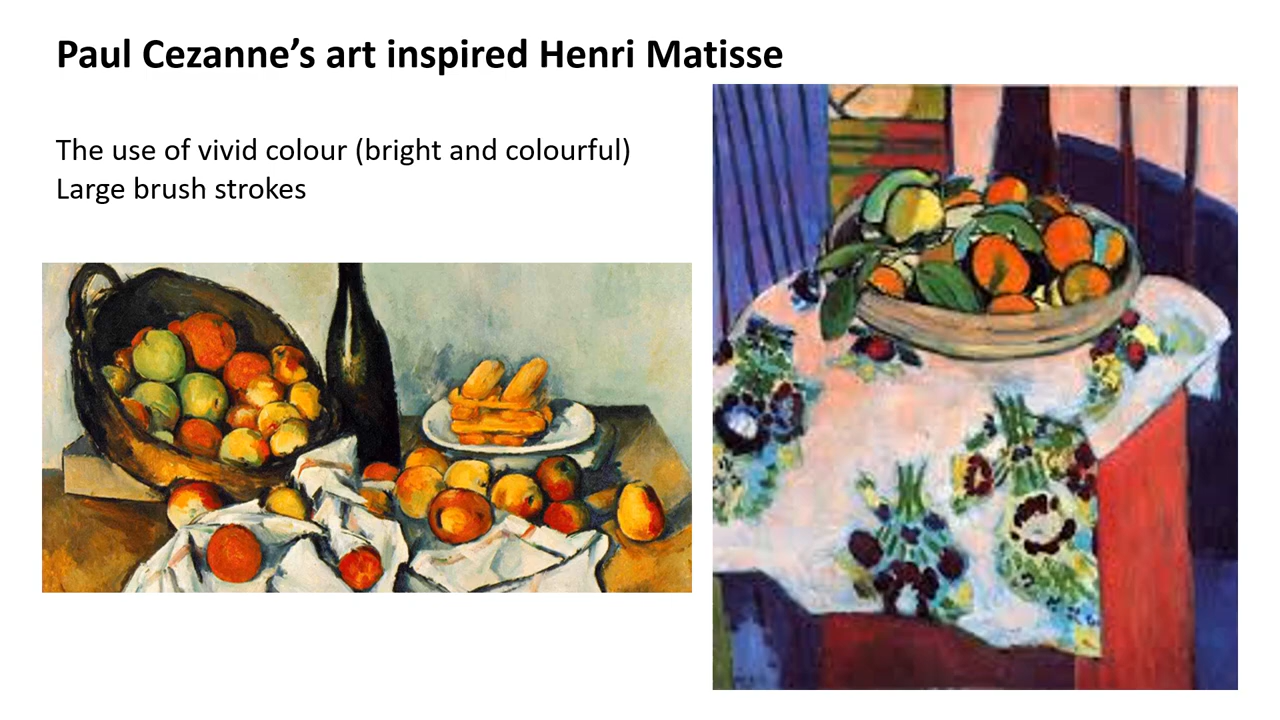 Paul Cezanne’s art inspired Henri Matisse
The use of vivid colour (bright and colourful)
Large brush strokes